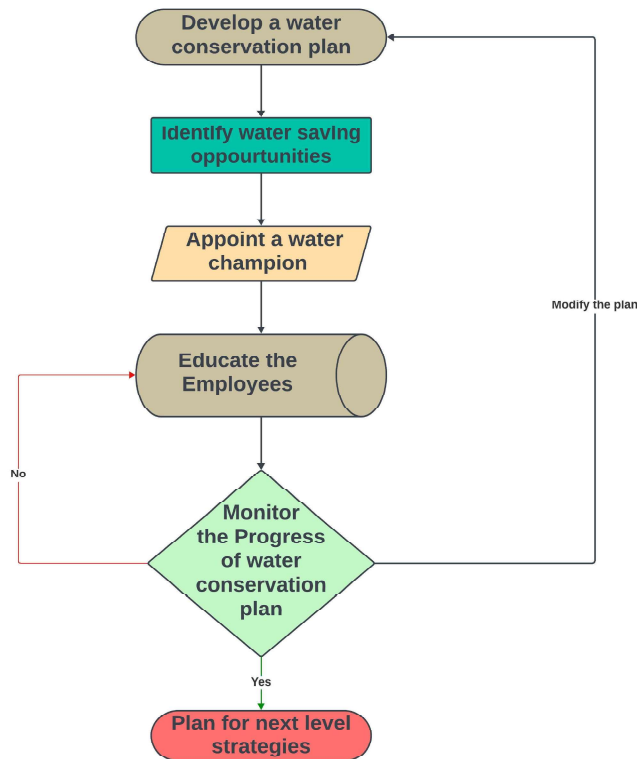 Develop a water
conservation plan
Identify water saving
oppourtunities
Appoint a water
champion
Modify the plan
Educate the
Employees
No
Monitor
the Progress
of water
conservation
plan
Yes
Plan for next level
strategies